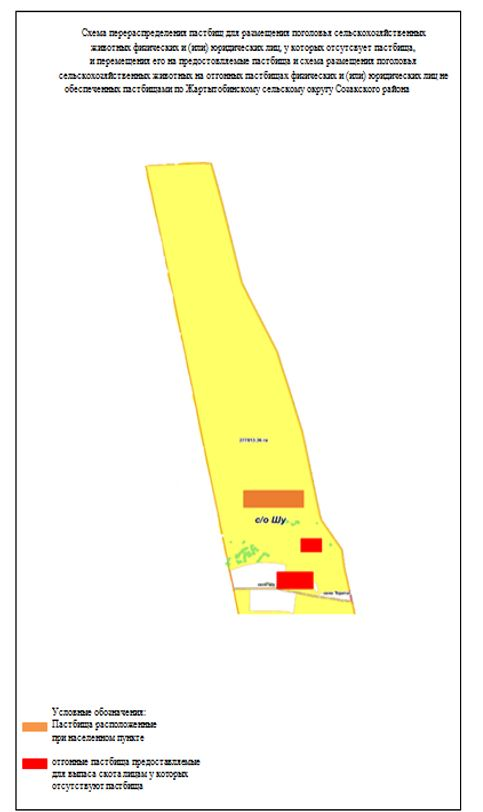 Схема перераспределения пастбищ для размещения поголовья сельскохозяйственных
животных физических и (или) юридических лиц, у которых отсутсвует пастбища,
и перемещения его на предоставляемые пастбища и схема размещения поголовья
сельскохозяйственных животных на отгонных пастбищах физических и (или) юридических лиц не
обеспеченных пастбищами по Жартытобинскому сельскому округу Созакского района
с/о Шу
Условные обозначения:
Пастбища расположенные
при населенном пункте
отгонные пастбища предоставляемые
для выпаса скота лицам у которых
отсутствуют пастбища